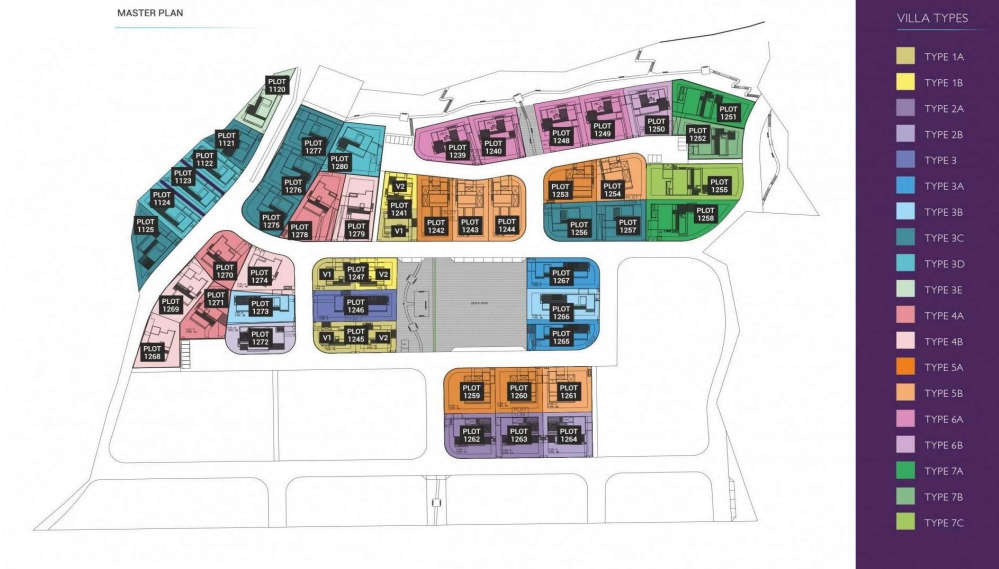 MASTER PLAN
VILLA TYPES
TYPE 1A
TYPE 1B
TYPE 2A
TYPE 2B
TYPE 3
TYPE 3A
TYPE 3B
TYPE 3C
TYPE 3D
TYPE 3E
TYPE 4A
TYPE 4B
TYPE 5A
TYPE 5B
TYPE 6A
TYPE 6B
TYPE 7A
TYPE 7B
TYPE 7C
PLOT
1120
PLOT
1121
PLOT
1122
PLOT
1123
PLOT
1124
PLOT
1125
PLOT
1277
PLOT
1280
PLOT
1276
PLOT
1275
PLOT
1278
PLOT
1279
V2
PLOT
1241
V1
PLOT
1242
PLOT
1243
PLOT
1244
PLOT
1239
PLOT
1240
PLOT
1248
PLOT
1249
PLOT
1250
PLOT
1251
PLOT
1252
PLOT
1253
PLOT
1254
PLOT
1255
PLOT
1256
PLOT
1257
PLOT
1258
PLOT
1270
PLOT
1274
PLOT
1271
PLOT
1269
PLOT
1273
PLOT
1272
PLOT
1268
V1
PLOT
1247
V2
PLOT
1246
V1
PLOT
1245
V2
PLOT
1267
PLOT
1266
PLOT
1265
PLOT
1259
PLOT
1260
PLOT
1261
PLOT
1262
PLOT
1263
PLOT
1264